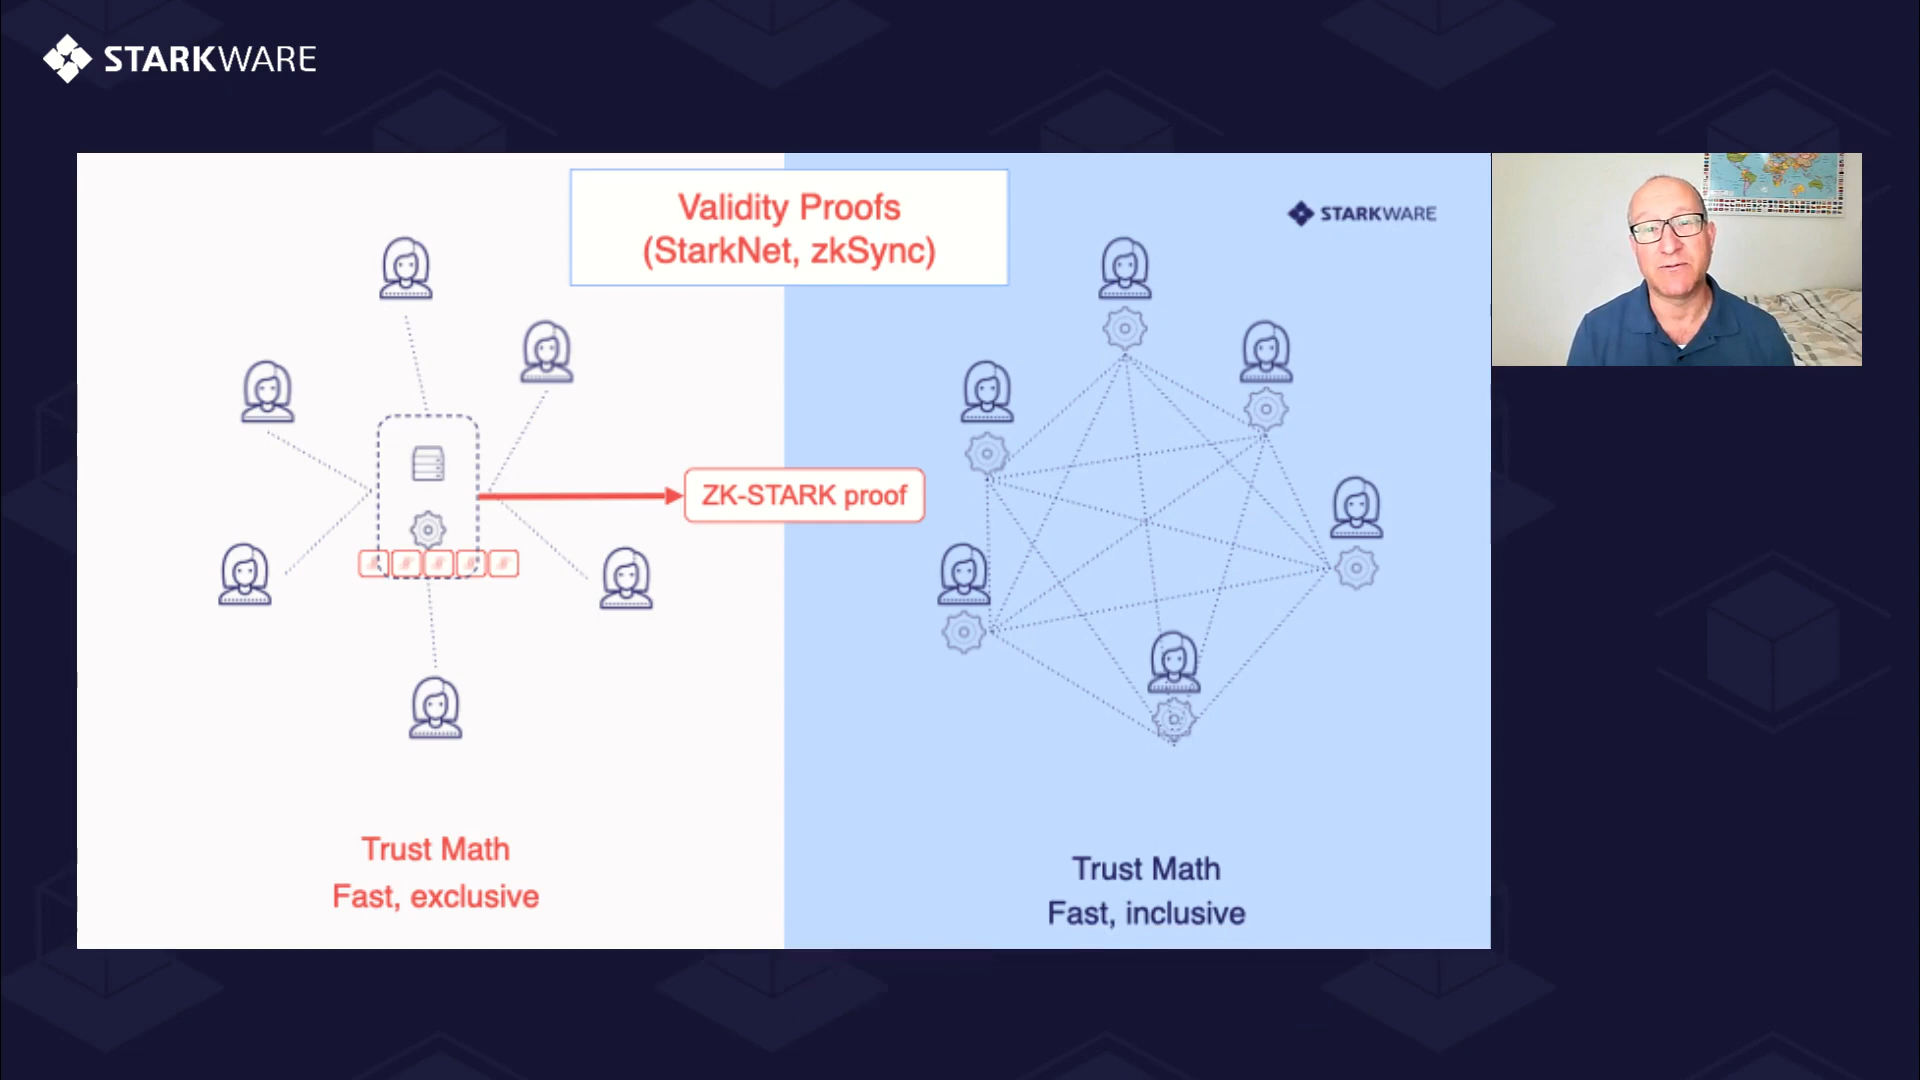 STARKWARE
Validity Proofs
(StarkNet, zkSync)
STARKWARE
ZK-STARK proof
Trust Math
Fast, exclusive
Trust Math
Fast, inclusive